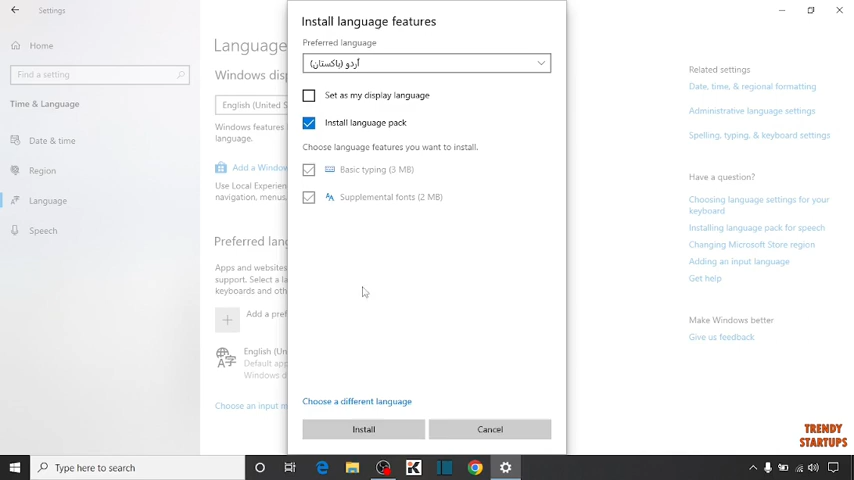 Settings
Home
Find a setting
Time & Language
Date & time
Region
Language
Speech
Language
Windows disp
English (United S
Windows features
language.
Add a Window
Use Local Experien
navigation, menus,
Preferred lang
Apps and websites
support. Select a la
keyboards and oth
Add a pref
English (Un
Default app
Windows d
Choose an input m
Install language features
Preferred language
اُردو (پاکستان)
Set as my display language
Install language pack
Choose language features you want to install.
Basic typing (3 MB)
Supplemental fonts (2 MB)
Choose a different language
Install
Cancel
Related settings
Date, time, & regional formatting
Administrative language settings
Spelling, typing, & keyboard settings
Have a question?
Choosing language settings for your
keyboard
Installing language pack for speech
Changing Microsoft Store region
Adding an input language
Get help
Make Windows better
Give us feedback
TRENDY
STARTUPS
Type here to search